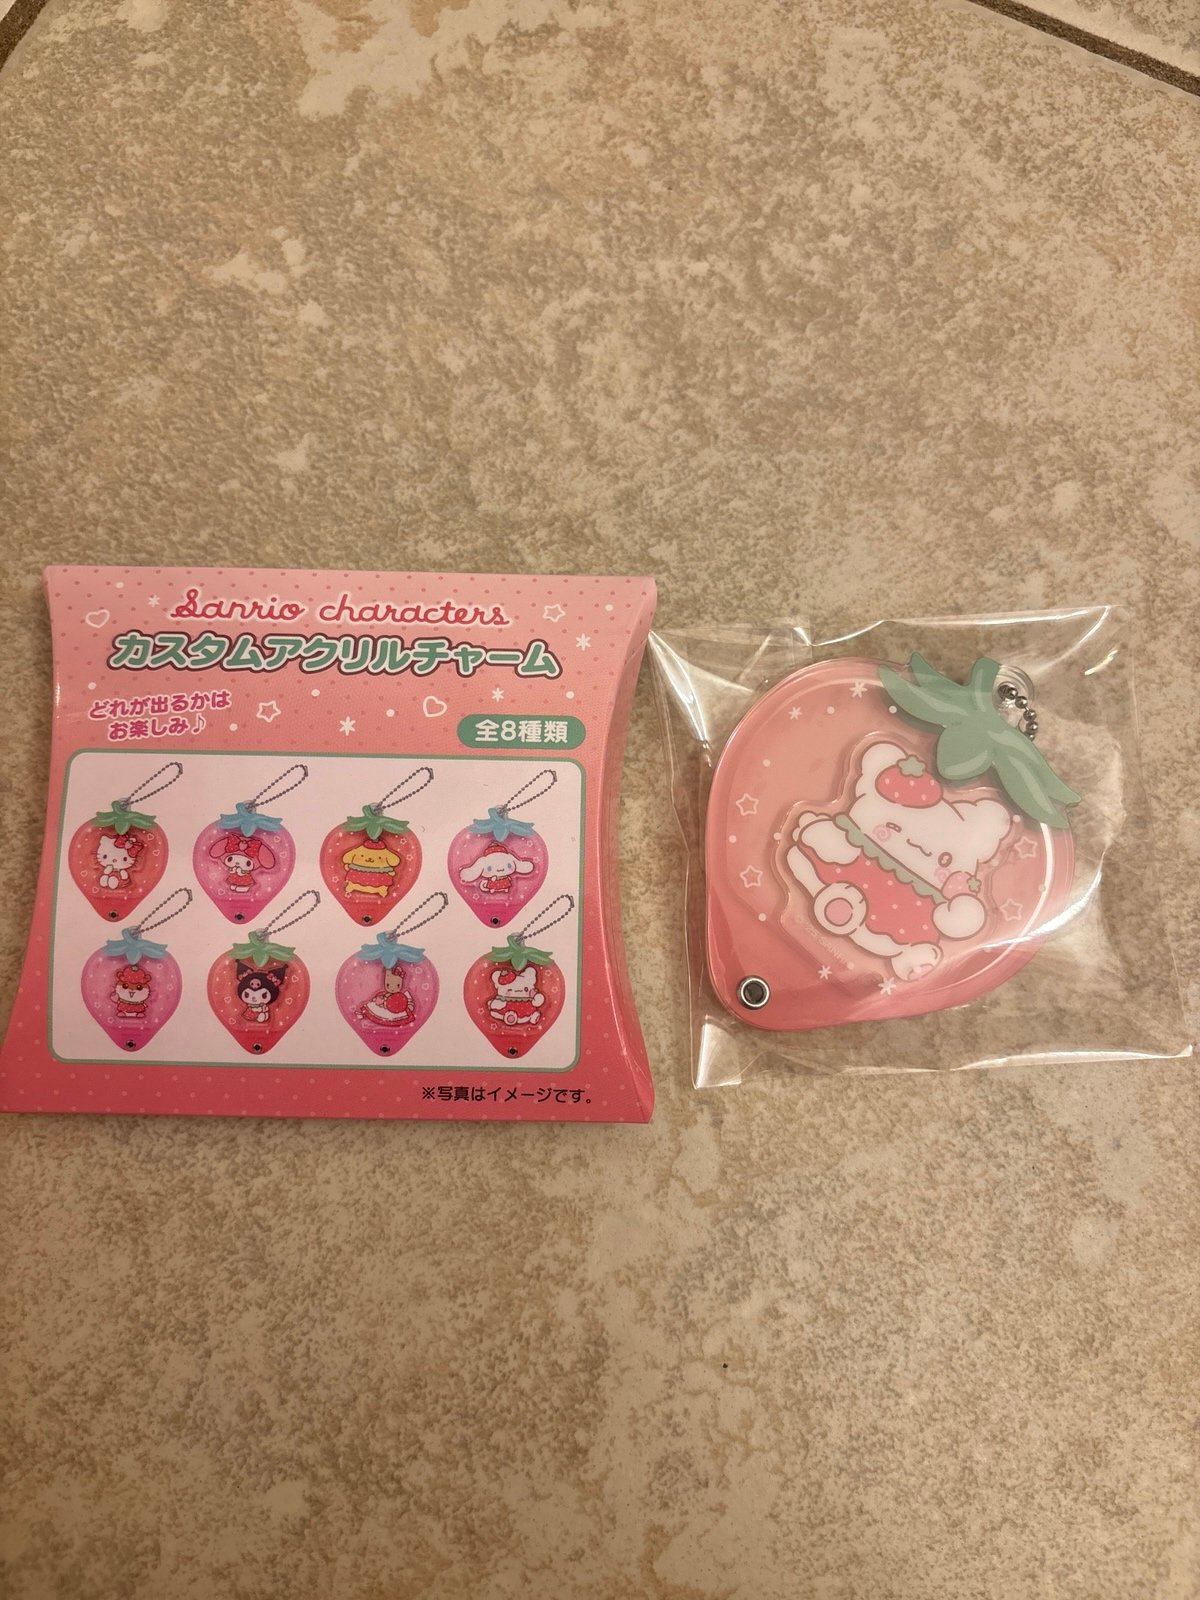 Sanrio characters
カスタムアクリルチャーム
どれが出るかは
お楽しみ♪
全8種類
※写真はイメージです。